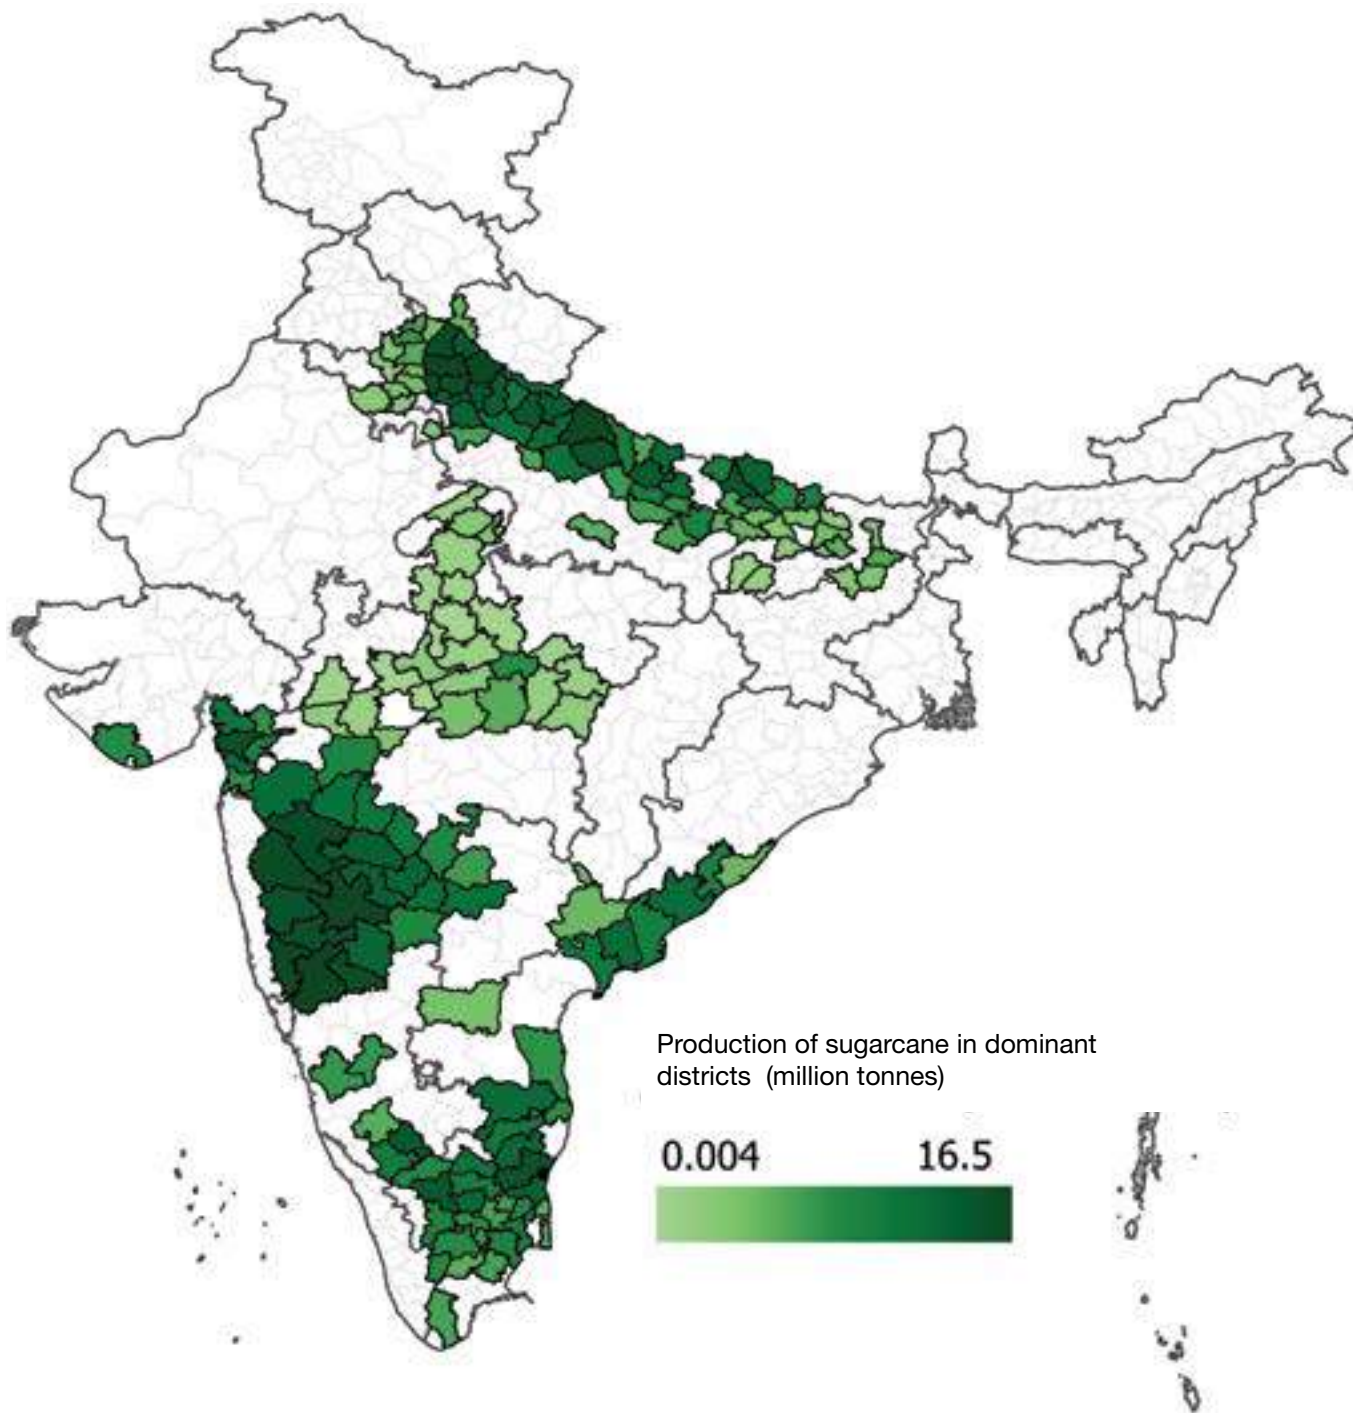 Production of sugarcane in dominant
districts (million tonnes)
0.004 16.5